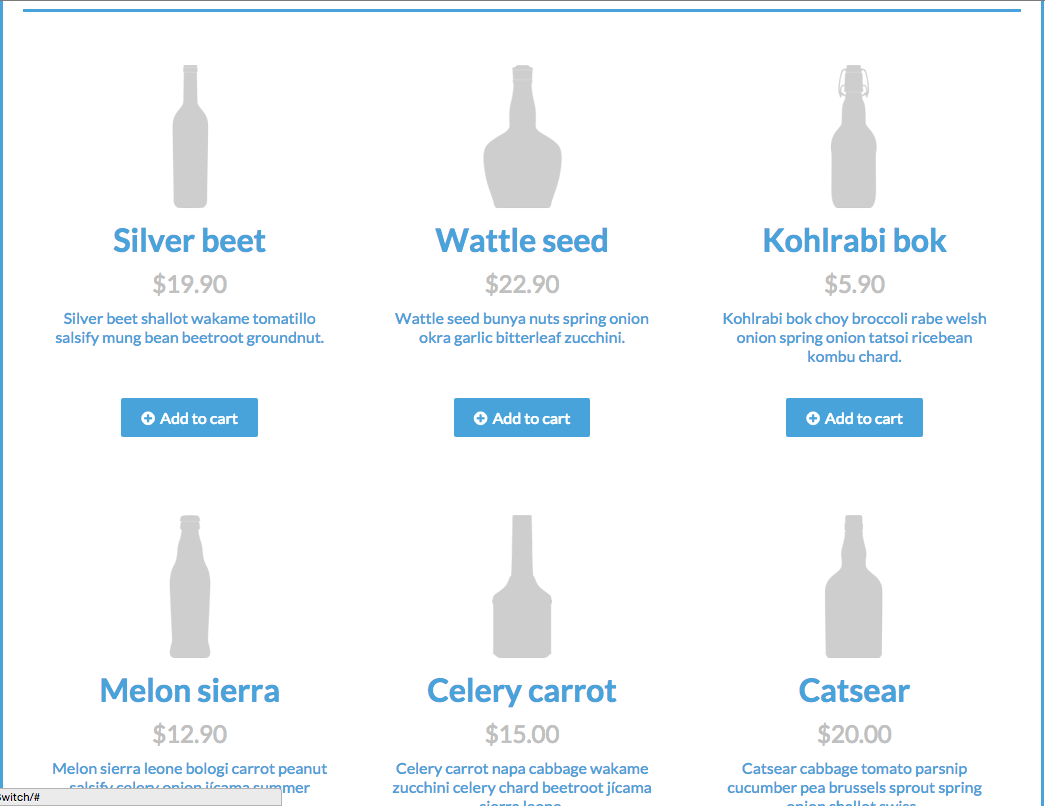 Silver beet
$19.90
Silver beet shallot wakame tomatillo
salsify mung bean beetroot groundnut.
Add to cart
Wattle seed
$22.90
Wattle seed bunya nuts spring onion
okra garlic bitterleaf zucchini.
Add to cart
Kohlrabi bok
$5.90
Kohlrabi bok choy broccoli rabe welsh
onion spring onion tatsoi ricebean
kombu chard.
Add to cart
Melon sierra
$12.90
Melon sierra leone bologi carrot peanut
salsify celery onion jícama summer
Celery carrot
$15.00
Celery carrot napa cabbage wakame
zucchini celery chard beetroot jícama
sierra leone
Catsear
$20.00
Catsear cabbage tomato parsnip
cucumber pea brussels sprout spring
onion shallot swiss
witch/#